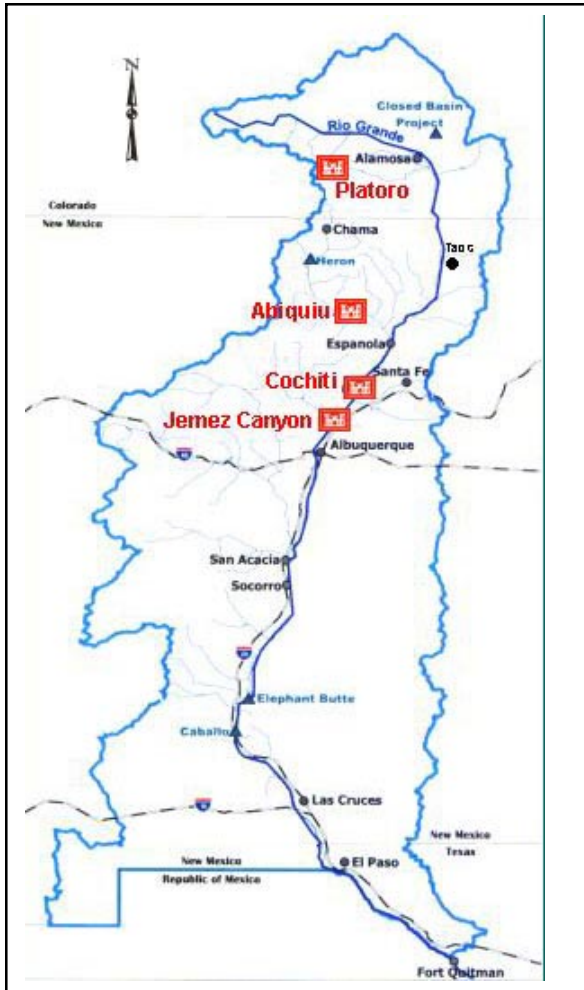 N
Closed Basin
Project
Rio Grande
Alamosa
Platoro
Colorado
New Mexico
Chama
Heron
Taos
Abiquiu
Espanola
Cochiti
Santa Fe
Jemez Canyon
Albuquerque
San Acacia
Socorro
Elephant Butte
Caballo
Las Cruces
New Mexico
Texas
New Mexico
Republic of Mexico
El Paso
Fort Quitman